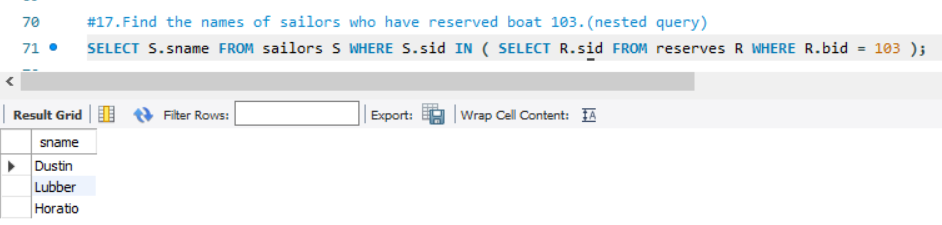 70 #17.Find the names of sailors who have reserved boat 103.(nested query)
71 SELECT S.sname FROM sailors S WHERE S.sid IN ( SELECT R.sid FROM reserves R WHERE R.bid = 103 );
Result Grid Filter Rows: Export: Wrap Cell Content: IA
sname
Dustin
Lubber
Horatio